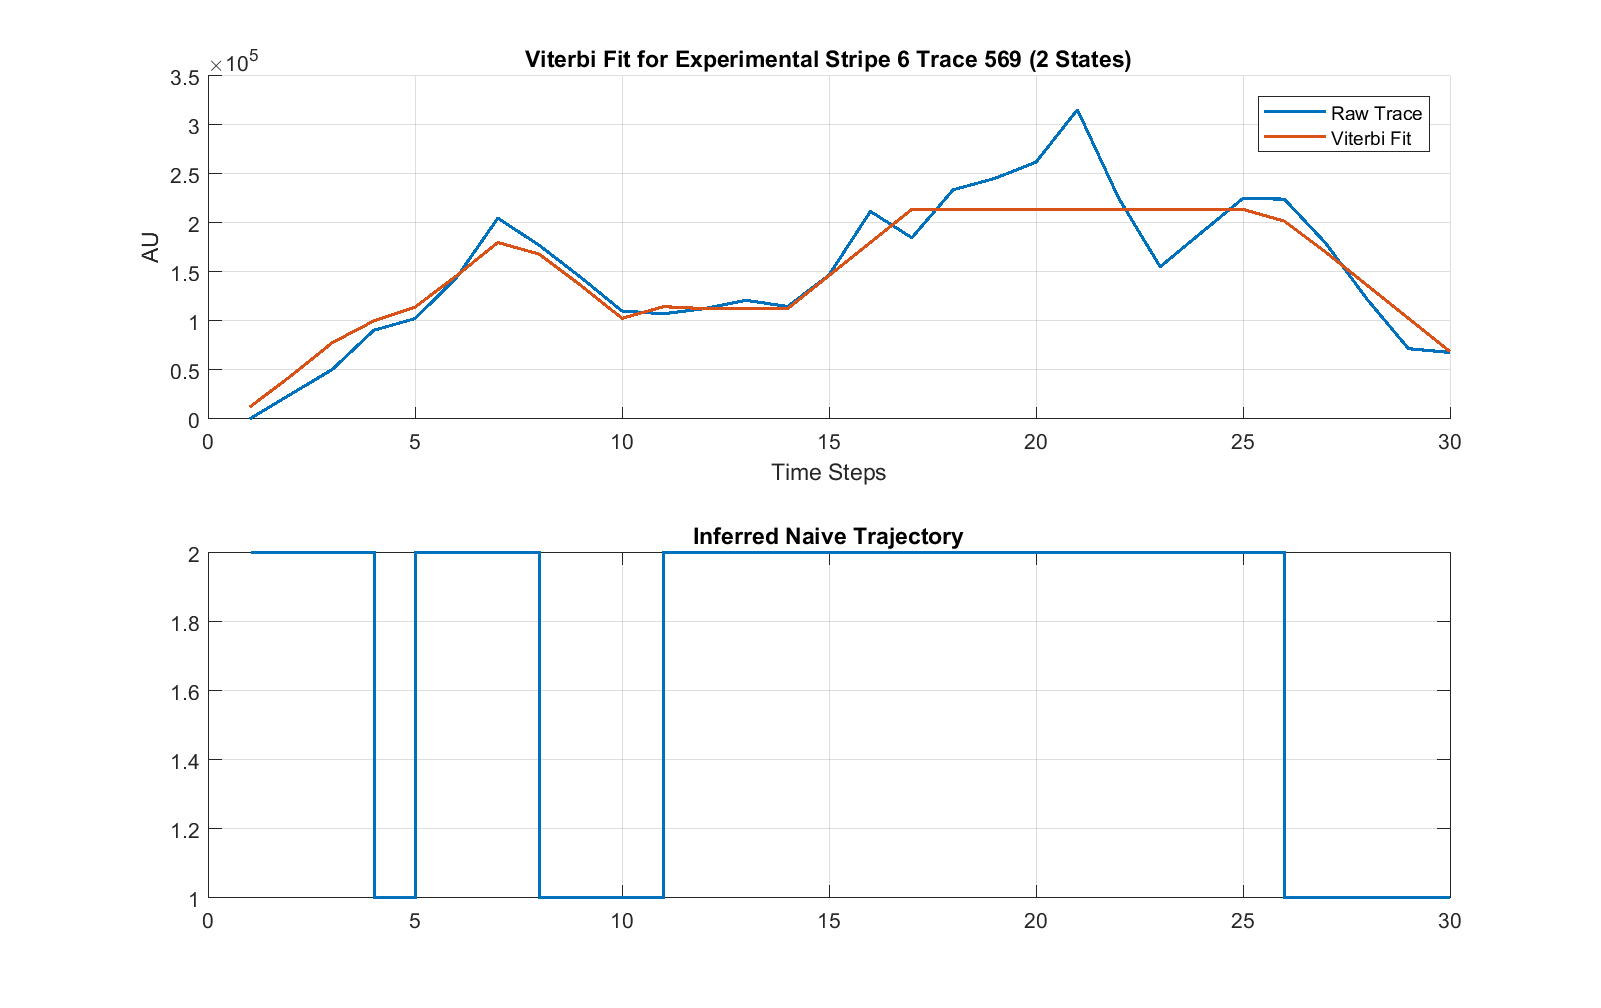 Viterbi Fit for Experimental Stripe 6 Trace 569 (2 States)
×10^5
3.5
3
2.5
2
1.5
1
0.5
0
AU
Raw Trace
Viterbi Fit
0 5 10 15 20 25 30
Time Steps
Inferred Naive Trajectory
2
1.8
1.6
1.4
1.2
1
0 5 10 15 20 25 30